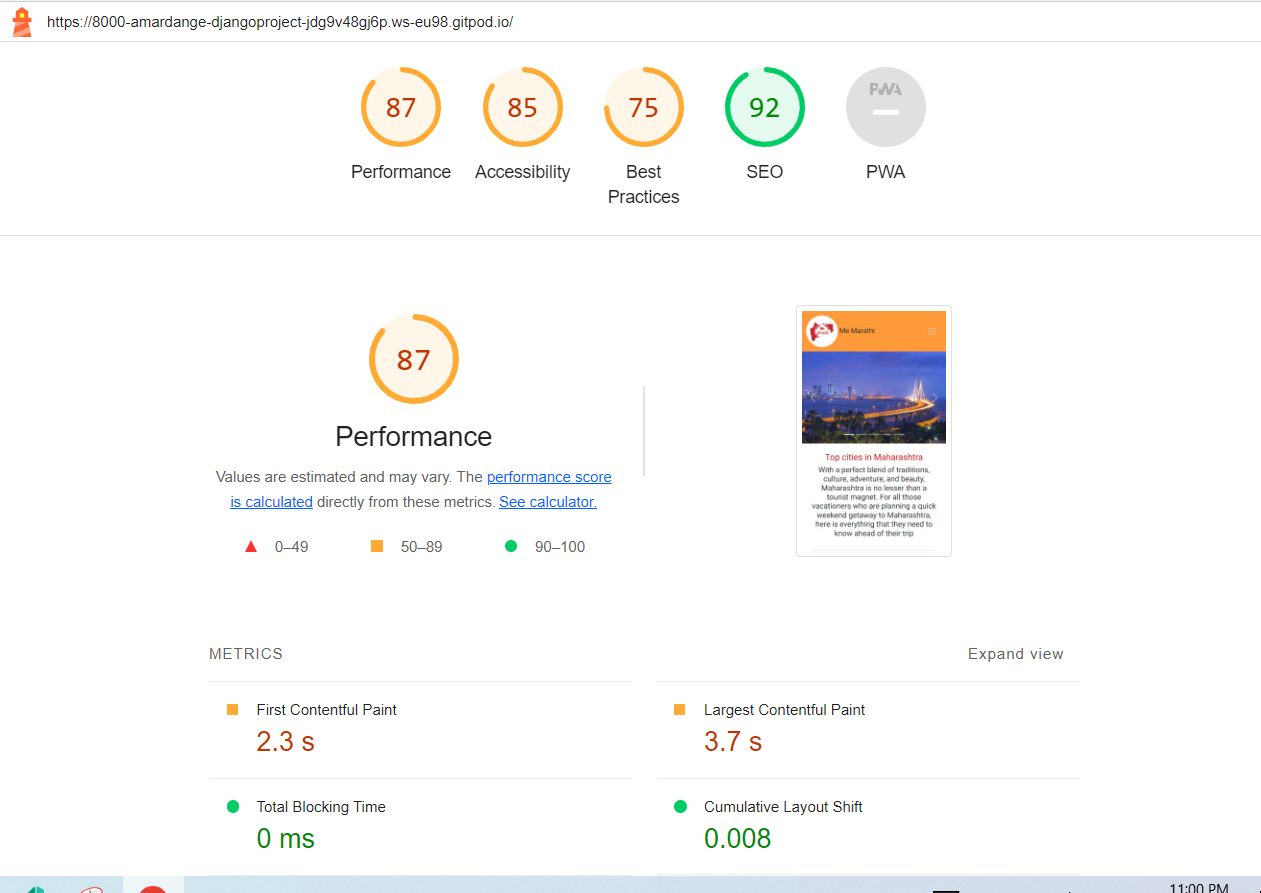 https://8000-amardange-djangoproject-jdg9v48gj6p.ws-eu98.gitpod.io/
87
85
75
92
PWA
Performance
Accessibility
Best
Practices
SEO
PWA
87
Performance
Values are estimated and may vary. The performance score
is calculated directly from these metrics. See calculator.
0–49
50–89
90–100
Me Marathi
Top cities in Maharashtra
With a perfect blend of traditions,
culture, adventure, and beauty,
Maharashtra is no lesser than a
tourist magnet. For all those
vacationers who are planning a quick
weekend getaway to Maharashtra,
here is everything that they need to
know ahead of their trip
METRICS
Expand view
First Contentful Paint
2.3 s
Largest Contentful Paint
3.7 s
Total Blocking Time
0 ms
Cumulative Layout Shift
0.008
11:00 PM